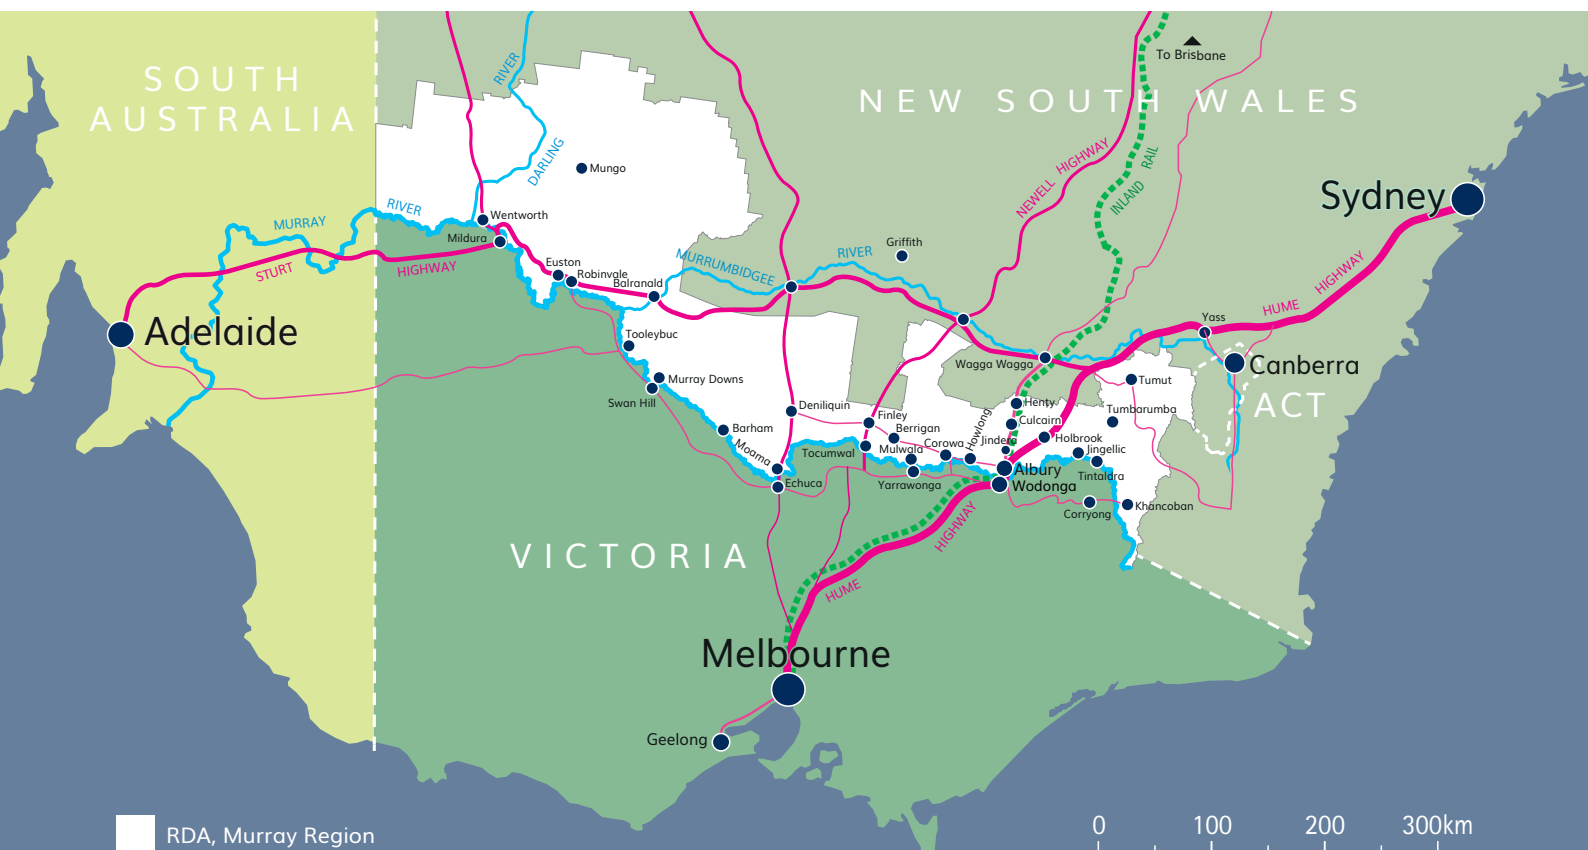 To Brisbane
SOUTH
AUSTRALIA
NEW SOUTH WALES
RIVER
DARLING
Mungo
NEWELL HIGHWAY
INLAND RAIL
Sydney
MURRAY
RIVER
Wentworth
Mildura
STURT
HIGHWAY
Euston
Robinvale
Balranald
MURRUMBIDGEE
RIVER
Griffith
HUME
HIGHWAY
Yass
Adelaide
Tooleybuc
Wagga Wagga
Canberra
ACT
Murray Downs
Swan Hill
Tumut
Deniliquin
Finley
Berrigan
Henty
Culcairn
Tumbarumba
Barham
Moama
Tocumwal
Mulwala
Corowa
Howlong
Jindera
Holbrook
Jingellic
Echuca
Yarrawonga
Albury
Wodonga
Tintaldra
Corryong
Khancoban
VICTORIA
HIGHWAY
HUME
Melbourne
Geelong
RDA, Murray Region
0 100 200 300km